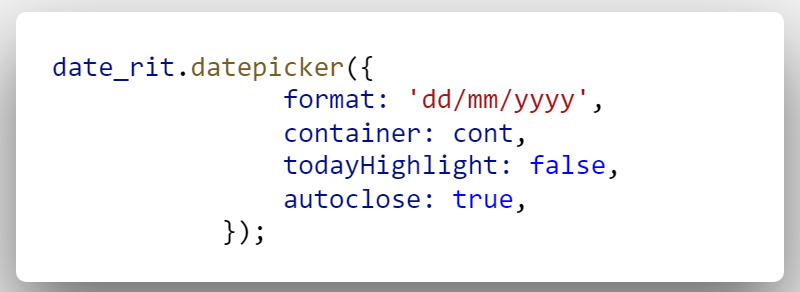 date_rit.datepicker({
format: 'dd/mm/yyyy',
container: cont,
todayHighlight: false,
autoclose: true,
});